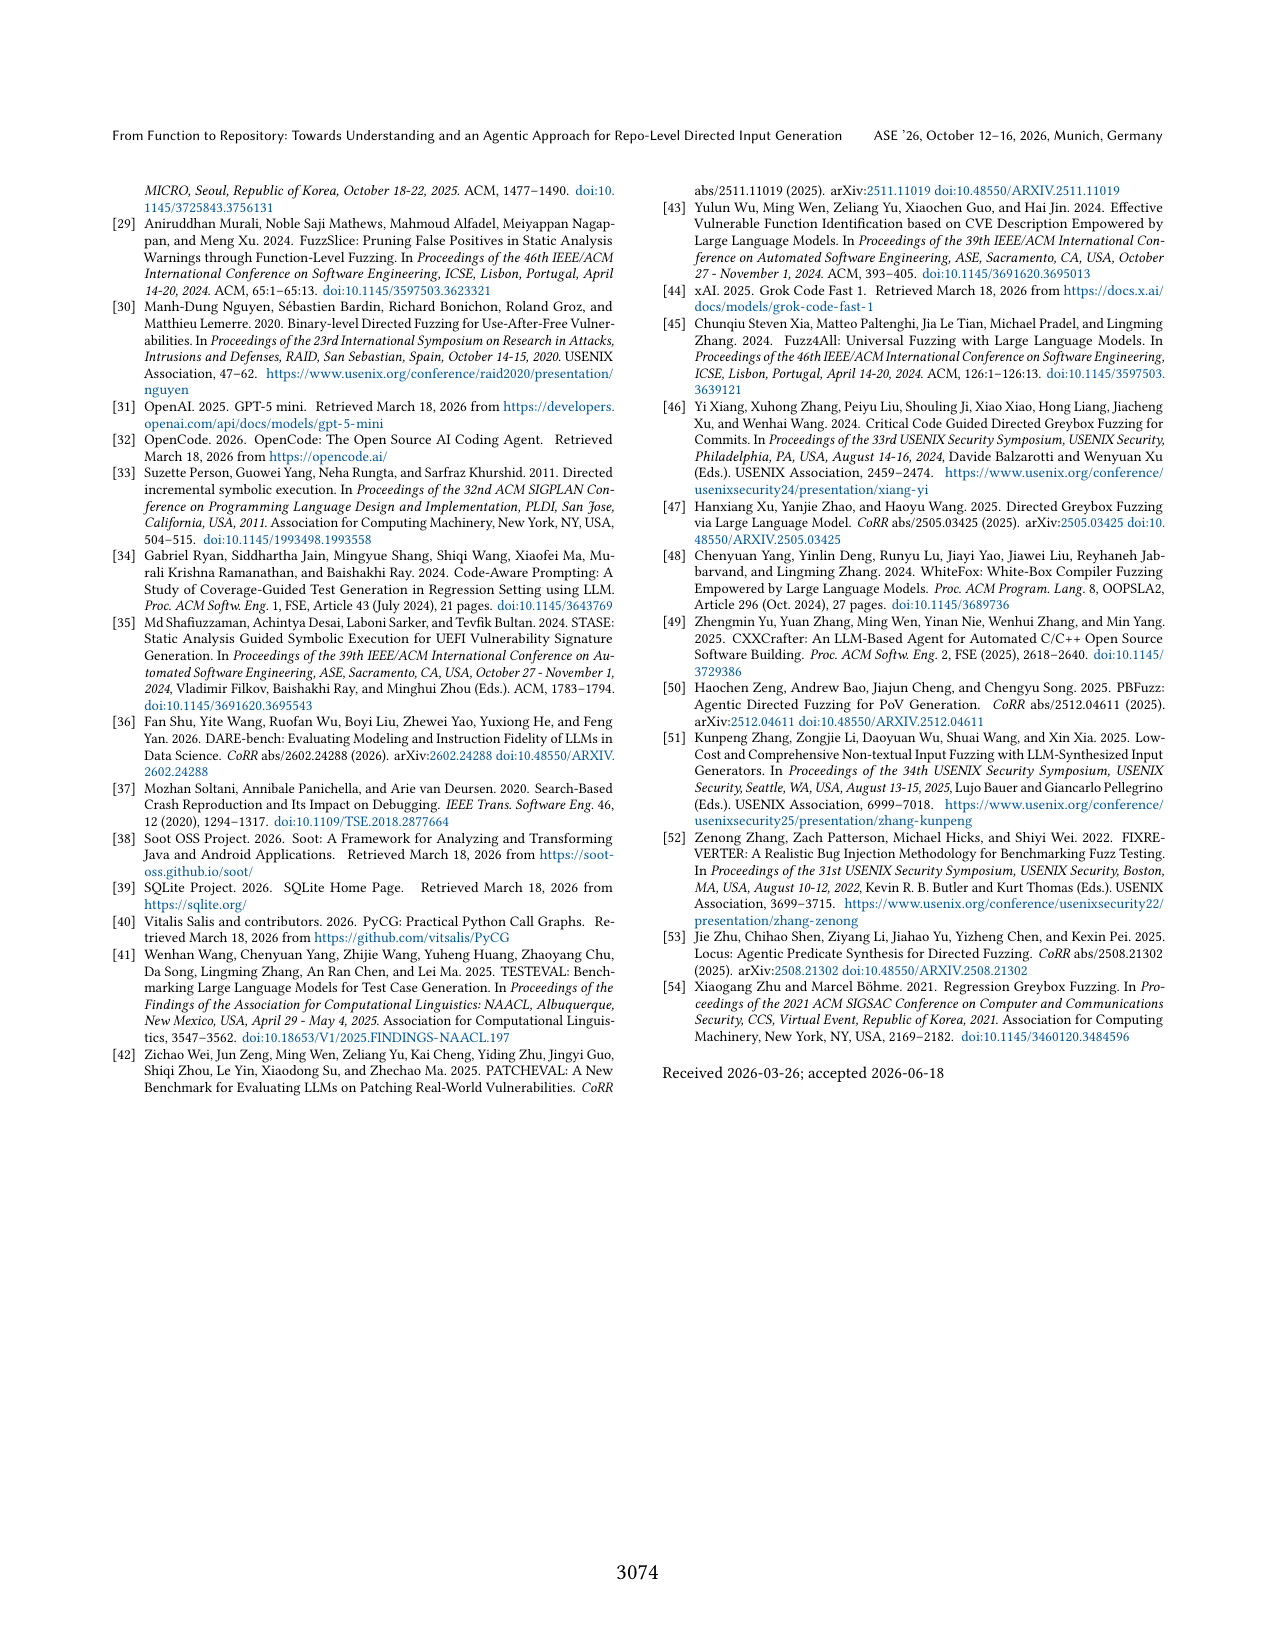 From Function to Repository: Towards Understanding and an Agentic Approach for Repo-Level Directed Input Generation
ASE ’26, October 12–16, 2026, Munich, Germany
MICRO, Seoul, Republic of Korea, October 18-22, 2025. ACM, 1477–1490. doi:10.
1145/3725843.3756131
[29] Aniruddhan Murali, Noble Saji Mathews, Mahmoud Alfadel, Meiyappan Nagap-
pan, and Meng Xu. 2024. FuzzSlice: Pruning False Positives in Static Analysis
Warnings through Function-Level Fuzzing. In Proceedings of the 46th IEEE/ACM
International Conference on Software Engineering, ICSE, Lisbon, Portugal, April
14-20, 2024. ACM, 65:1–65:13. doi:10.1145/3597503.3623321
[30] Manh-Dung Nguyen, Sébastien Bardin, Richard Bonichon, Roland Groz, and
Matthieu Lemerre. 2020. Binary-level Directed Fuzzing for Use-After-Free Vulner-
abilities. In Proceedings of the 23rd International Symposium on Research in Attacks,
Intrusions and Defenses, RAID, San Sebastian, Spain, October 14-15, 2020. USENIX
Association, 47–62. https://www.usenix.org/conference/raid2020/presentation/
nguyen
[31] OpenAI. 2025. GPT-5 mini. Retrieved March 18, 2026 from https://developers.
openai.com/api/docs/models/gpt-5-mini
[32] OpenCode. 2026. OpenCode: The Open Source AI Coding Agent. Retrieved
March 18, 2026 from https://opencode.ai/
[33] Suzette Person, Guowei Yang, Neha Rungta, and Sarfraz Khurshid. 2011. Directed
incremental symbolic execution. In Proceedings of the 32nd ACM SIGPLAN Con-
ference on Programming Language Design and Implementation, PLDI, San Jose,
California, USA, 2011. Association for Computing Machinery, New York, NY, USA,
504–515. doi:10.1145/1993498.1993558
[34] Gabriel Ryan, Siddhartha Jain, Mingyue Shang, Shiqi Wang, Xiaofei Ma, Mu-
rali Krishna Ramanathan, and Baishakhi Ray. 2024. Code-Aware Prompting: A
Study of Coverage-Guided Test Generation in Regression Setting using LLM.
Proc. ACM Softw. Eng. 1, FSE, Article 43 (July 2024), 21 pages. doi:10.1145/3643769
[35] Md Shafiuzzaman, Achintya Desai, Laboni Sarker, and Tevfik Bultan. 2024. STASE:
Static Analysis Guided Symbolic Execution for UEFI Vulnerability Signature
Generation. In Proceedings of the 39th IEEE/ACM International Conference on Au-
tomated Software Engineering, ASE, Sacramento, CA, USA, October 27 - November 1,
2024, Vladimir Filkov, Baishakhi Ray, and Minghui Zhou (Eds.). ACM, 1783–1794.
doi:10.1145/3691620.3695543
[36] Fan Shu, Yite Wang, Ruofan Wu, Boyi Liu, Zhewei Yao, Yuxiong He, and Feng
Yan. 2026. DARE-bench: Evaluating Modeling and Instruction Fidelity of LLMs in
Data Science. CoRR abs/2602.24288 (2026). arXiv:2602.24288 doi:10.48550/ARXIV.
2602.24288
[37] Mozhan Soltani, Annibale Panichella, and Arie van Deursen. 2020. Search-Based
Crash Reproduction and Its Impact on Debugging. IEEE Trans. Software Eng. 46,
12 (2020), 1294–1317. doi:10.1109/TSE.2018.2877664
[38] Soot OSS Project. 2026. Soot: A Framework for Analyzing and Transforming
Java and Android Applications. Retrieved March 18, 2026 from https://soot-
oss.github.io/soot/
[39] SQLite Project. 2026. SQLite Home Page. Retrieved March 18, 2026 from
https://sqlite.org/
[40] Vitalis Salis and contributors. 2026. PyCG: Practical Python Call Graphs. Re-
trieved March 18, 2026 from https://github.com/vitsalis/PyCG
[41] Wenhan Wang, Chenyuan Yang, Zhijie Wang, Yuheng Huang, Zhaoyang Chu,
Da Song, Lingming Zhang, An Ran Chen, and Lei Ma. 2025. TESTEVAL: Bench-
marking Large Language Models for Test Case Generation. In Proceedings of the
Findings of the Association for Computational Linguistics: NAACL, Albuquerque,
New Mexico, USA, April 29 - May 4, 2025. Association for Computational Linguis-
tics, 3547–3562. doi:10.18653/V1/2025.FINDINGS-NAACL.197
[42] Zichao Wei, Jun Zeng, Ming Wen, Zeliang Yu, Kai Cheng, Yiding Zhu, Jingyi Guo,
Shiqi Zhou, Le Yin, Xiaodong Su, and Zhechao Ma. 2025. PATCHEVAL: A New
Benchmark for Evaluating LLMs on Patching Real-World Vulnerabilities. CoRR
abs/2511.11019 (2025). arXiv:2511.11019 doi:10.48550/ARXIV.2511.11019
[43] Yulun Wu, Ming Wen, Zeliang Yu, Xiaochen Guo, and Hai Jin. 2024. Effective
Vulnerable Function Identification based on CVE Description Empowered by
Large Language Models. In Proceedings of the 39th IEEE/ACM International Con-
ference on Automated Software Engineering, ASE, Sacramento, CA, USA, October
27 - November 1, 2024. ACM, 393–405. doi:10.1145/3691620.3695013
[44] xAI. 2025. Grok Code Fast 1. Retrieved March 18, 2026 from https://docs.x.ai/
docs/models/grok-code-fast-1
[45] Chunqiu Steven Xia, Matteo Paltenghi, Jia Le Tian, Michael Pradel, and Lingming
Zhang. 2024. Fuzz4All: Universal Fuzzing with Large Language Models. In
Proceedings of the 46th IEEE/ACM International Conference on Software Engineering,
ICSE, Lisbon, Portugal, April 14-20, 2024. ACM, 126:1–126:13. doi:10.1145/3597503.
3639121
[46] Yi Xiang, Xuhong Zhang, Peiyu Liu, Shouling Ji, Xiao Xiao, Hong Liang, Jiacheng
Xu, and Wenhai Wang. 2024. Critical Code Guided Directed Greybox Fuzzing for
Commits. In Proceedings of the 33rd USENIX Security Symposium, USENIX Security,
Philadelphia, PA, USA, August 14-16, 2024, Davide Balzarotti and Wenyuan Xu
(Eds.). USENIX Association, 2459–2474. https://www.usenix.org/conference/
usenixsecurity24/presentation/xiang-yi
[47] Hanxiang Xu, Yanjie Zhao, and Haoyu Wang. 2025. Directed Greybox Fuzzing
via Large Language Model. CoRR abs/2505.03425 (2025). arXiv:2505.03425 doi:10.
48550/ARXIV.2505.03425
[48] Chenyuan Yang, Yinlin Deng, Runyu Lu, Jiayi Yao, Jiawei Liu, Reyhaneh Jab-
barvand, and Lingming Zhang. 2024. WhiteFox: White-Box Compiler Fuzzing
Empowered by Large Language Models. Proc. ACM Program. Lang. 8, OOPSLA2,
Article 296 (Oct. 2024), 27 pages. doi:10.1145/3689736
[49] Zhengmin Yu, Yuan Zhang, Ming Wen, Yinan Nie, Wenhui Zhang, and Min Yang.
2025. CXXCrafter: An LLM-Based Agent for Automated C/C++ Open Source
Software Building. Proc. ACM Softw. Eng. 2, FSE (2025), 2618–2640. doi:10.1145/
3729386
[50] Haochen Zeng, Andrew Bao, Jiajun Cheng, and Chengyu Song. 2025. PBFuzz:
Agentic Directed Fuzzing for PoV Generation. CoRR abs/2512.04611 (2025).
arXiv:2512.04611 doi:10.48550/ARXIV.2512.04611
[51] Kunpeng Zhang, Zongjie Li, Daoyuan Wu, Shuai Wang, and Xin Xia. 2025. Low-
Cost and Comprehensive Non-textual Input Fuzzing with LLM-Synthesized Input
Generators. In Proceedings of the 34th USENIX Security Symposium, USENIX
Security, Seattle, WA, USA, August 13-15, 2025, Lujo Bauer and Giancarlo Pellegrino
(Eds.). USENIX Association, 6999–7018. https://www.usenix.org/conference/
usenixsecurity25/presentation/zhang-kunpeng
[52] Zenong Zhang, Zach Patterson, Michael Hicks, and Shiyi Wei. 2022. FIXRE-
VERTER: A Realistic Bug Injection Methodology for Benchmarking Fuzz Testing.
In Proceedings of the 31st USENIX Security Symposium, USENIX Security, Boston,
MA, USA, August 10-12, 2022, Kevin R. B. Butler and Kurt Thomas (Eds.). USENIX
Association, 3699–3715. https://www.usenix.org/conference/usenixsecurity22/
presentation/zhang-zenong
[53] Jie Zhu, Chihao Shen, Ziyang Li, Jiahao Yu, Yizheng Chen, and Kexin Pei. 2025.
Locus: Agentic Predicate Synthesis for Directed Fuzzing. CoRR abs/2508.21302
(2025). arXiv:2508.21302 doi:10.48550/ARXIV.2508.21302
[54] Xiaogang Zhu and Marcel Böhme. 2021. Regression Greybox Fuzzing. In Pro-
ceedings of the 2021 ACM SIGSAC Conference on Computer and Communications
Security, CCS, Virtual Event, Republic of Korea, 2021. Association for Computing
Machinery, New York, NY, USA, 2169–2182. doi:10.1145/3460120.3484596
Received 2026-03-26; accepted 2026-06-18
3074